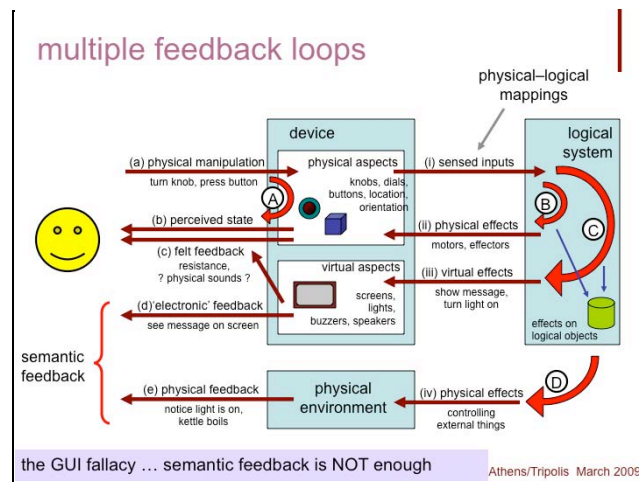 multiple feedback loops
physical–logical
mappings
device
logical
system
(a) physical manipulation
turn knob, press button
physical aspects
knobs, dials,
buttons, location,
orientation
(i) sensed inputs
A
B
C
(b) perceived state
(ii) physical effects
motors, effectors
(c) felt feedback
resistance,
? physical sounds ?
virtual aspects
screens,
lights,
buzzers, speakers
(iii) virtual effects
show message,
turn light on
(d)'electronic' feedback
see message on screen
effects on
logical objects
semantic
feedback
D
(e) physical feedback
notice light is on,
kettle boils
physical
environment
(iv) physical effects
controlling
external things
the GUI fallacy … semantic feedback is NOT enough
Athens/Tripolis March 2009